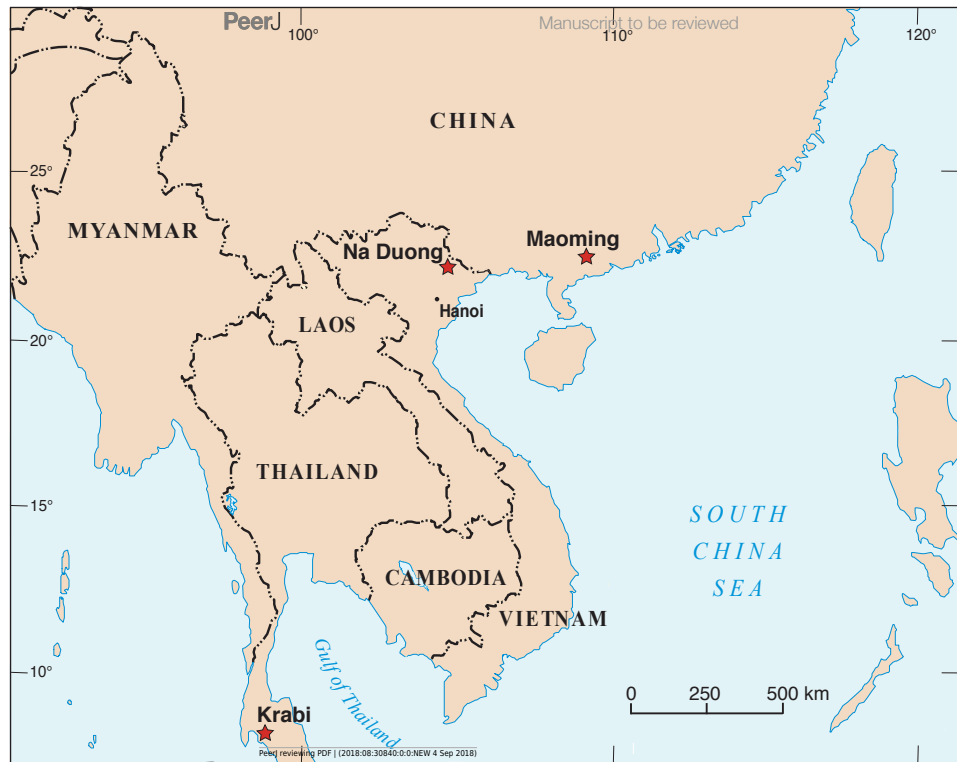 PeerJ
Manuscript to be reviewed
100°
110°
120°
CHINA
25°
MYANMAR
Na Duong
Maoming
Hanoi
LAOS
20°
THAILAND
15°
SOUTH
CHINA
SEA
CAMBODIA
VIETNAM
Gulf of Thailand
10°
0 250 500 km
Krabi
PeerJ reviewing PDF | (2018:08:30840:0:0:NEW 4 Sep 2018)